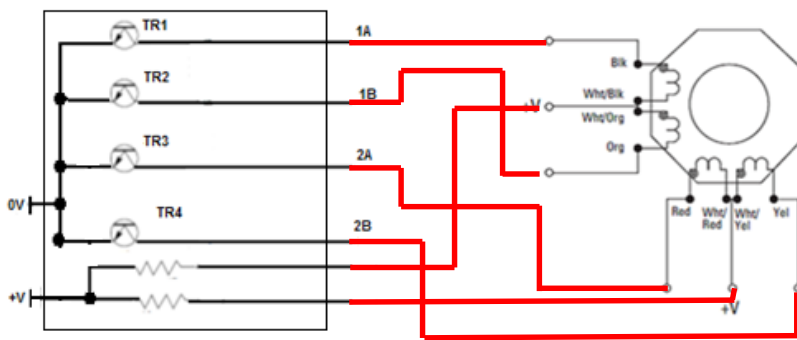 TR1
1A
TR2
1B
TR3
2A
TR4
2B
0V
+V
+V
Blk
Wht/Blk
Wht/Org
Org
Red
Wht/
Red
Wht/
Yel
Yel
+V